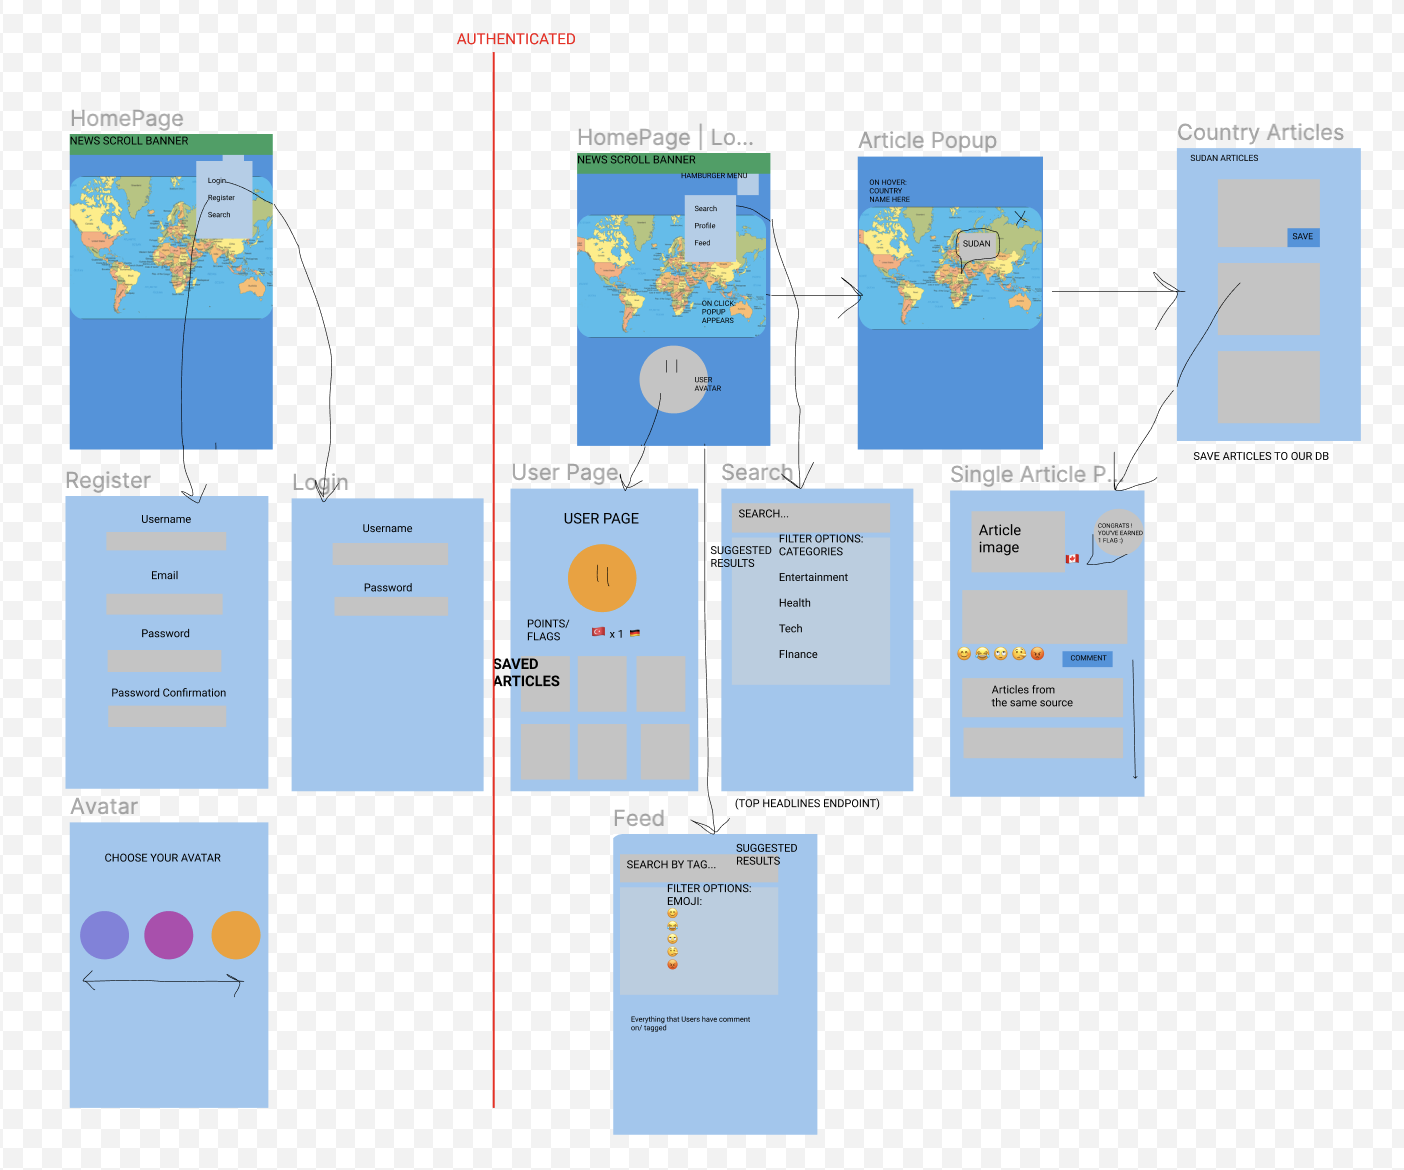 AUTHENTICATED
HomePage
NEWS SCROLL BANNER
Login
Register
Search
HomePage | Lo...
NEWS SCROLL BANNER
HAMBURGER MENU
Search
Profile
Feed
ON CLICK:
POPUP
APPEARS
USER
AVATAR
Article Popup
ON HOVER:
COUNTRY
NAME HERE
SUDAN
Country Articles
SUDAN ARTICLES
SAVE
SAVE ARTICLES TO OUR DB
Register
Username
Email
Password
Password Confirmation
Login
Username
Password
User Page
USER PAGE
POINTS/
FLAGS
x 1
SAVED
ARTICLES
Search
SEARCH...
FILTER OPTIONS:
CATEGORIES
SUGGESTED
RESULTS
Entertainment
Health
Tech
FInance
(TOP HEADLINES ENDPOINT)
Single Article P...
Article
image
CONGRATS !
YOU'VE EARNED
1 FLAG :)
COMMENT
Articles from
the same source
Avatar
CHOOSE YOUR AVATAR
Feed
SUGGESTED
RESULTS
SEARCH BY TAG...
FILTER OPTIONS:
EMOJI:
Everything that Users have comment
on/ tagged